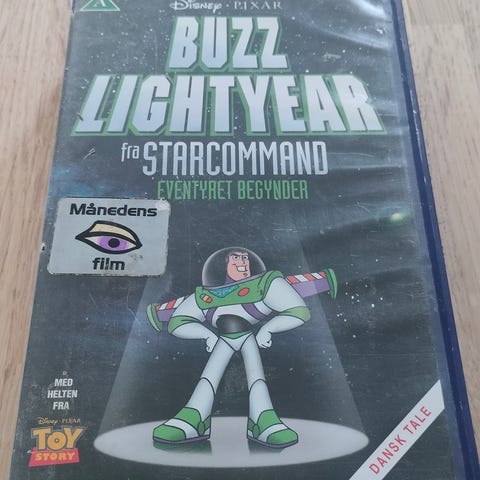 A
Disney · PIXAR
BUZZ
LIGHTYEAR
fra STARCOMMAND
EVENTYRET BEGYNDER
Månedens
film
MED
HELTEN
FRA
Disney · PIXAR
TOY
STORY
DANSK TALE